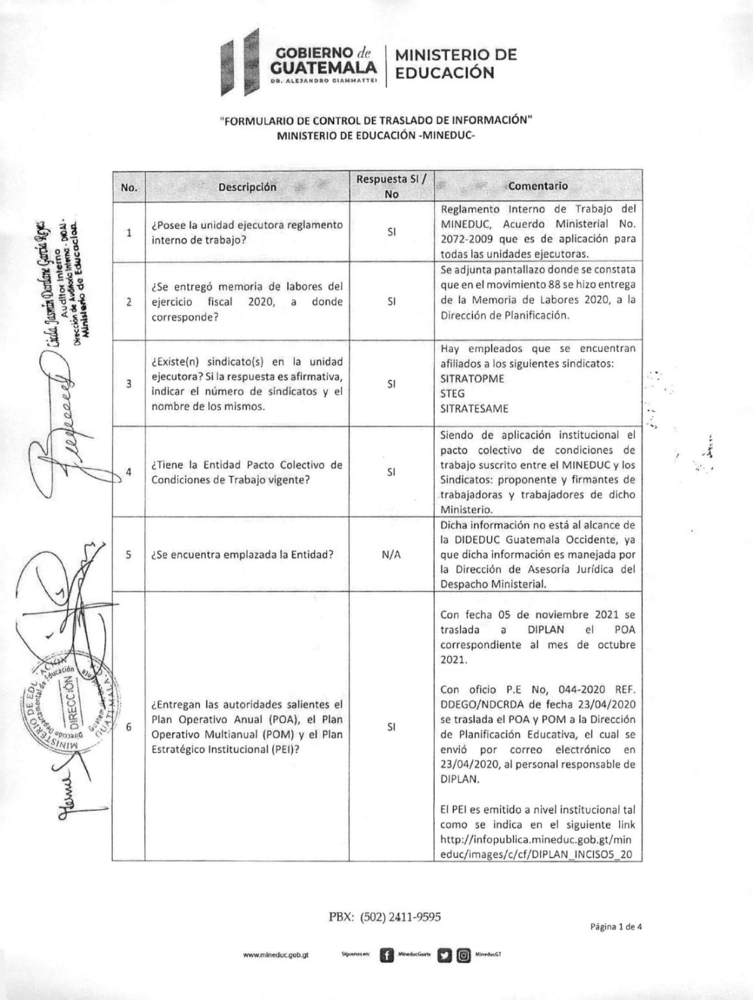 GOBIERNO de
GUATEMALA
DR. ALEJANDRO GIAMMATTEI
MINISTERIO DE
EDUCACIÓN
"FORMULARIO DE CONTROL DE TRASLADO DE INFORMACIÓN"
MINISTERIO DE EDUCACIÓN -MINEDUC-
No.
Descripción
Respuesta SI /
No
Comentario
1
¿Posee la unidad ejecutora reglamento
interno de trabajo?
SI
Reglamento Interno de Trabajo del
MINEDUC, Acuerdo Ministerial No.
2072-2009 que es de aplicación para
todas las unidades ejecutoras.
2
¿Se entregó memoria de labores del
ejercicio fiscal 2020, a donde
corresponde?
SI
Se adjunta pantallazo donde se constata
que en el movimiento 88 se hizo entrega
de la Memoria de Labores 2020, a la
Dirección de Planificación.
3
¿Existe(n) sindicato(s) en la unidad
ejecutora? Si la respuesta es afirmativa,
indicar el número de sindicatos y el
nombre de los mismos.
SI
Hay empleados que se encuentran
afiliados a los siguientes sindicatos:
SITRATOPME
STEG
SITRATESAME
4
¿Tiene la Entidad Pacto Colectivo de
Condiciones de Trabajo vigente?
SI
Siendo de aplicación institucional el
pacto colectivo de condiciones de
trabajo suscrito entre el MINEDUC y los
Sindicatos: proponente y firmantes de
trabajadoras y trabajadores de dicho
Ministerio.
5
¿Se encuentra emplazada la Entidad?
N/A
Dicha información no está al alcance de
la DIDEDUC Guatemala Occidente, ya
que dicha información es manejada por
la Dirección de Asesoría Jurídica del
Despacho Ministerial.
6
¿Entregan las autoridades salientes el
Plan Operativo Anual (POA), el Plan
Operativo Multianual (POM) y el Plan
Estratégico Institucional (PEI)?
SI
Con fecha 05 de noviembre 2021 se
traslada a DIPLAN el POA
correspondiente al mes de octubre
2021.
Con oficio P.E No, 044-2020 REF.
DDEGO/NDCRDA de fecha 23/04/2020
se traslada el POA y POM a la Dirección
de Planificación Educativa, el cual se
envió por correo electrónico en
23/04/2020, al personal responsable de
DIPLAN.
El PEI es emitido a nivel institucional tal
como se indica en el siguiente link
http://infopublica.mineduc.gob.gt/min
educ/images/c/cf/DIPLAN_INCISO5_20
Jasmin Darlene García Reyes
Auditor Interno
Dirección de Auditoría Interna - DIDAI -
Ministerio de Educación
MINISTERIO DE EDUCACIÓN
Dirección Departamental de Educación
DIRECCIÓN
GUATEMALA, C.A.
PBX: (502) 2411-9595
Página 1 de 4
www.mineduc.gob.gt
Síguenos en:
MineducGuate
MineducGT